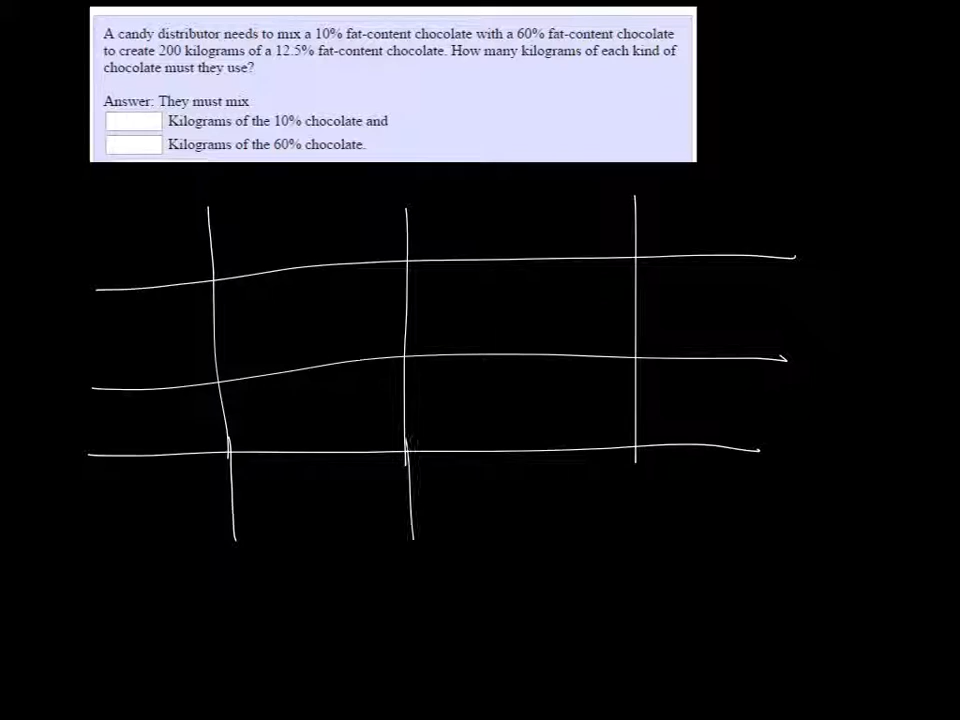 A candy distributor needs to mix a 10% fat-content chocolate with a 60% fat-content chocolate
to create 200 kilograms of a 12.5% fat-content chocolate. How many kilograms of each kind of
chocolate must they use?
Answer: They must mix
Kilograms of the 10% chocolate and
Kilograms of the 60% chocolate.